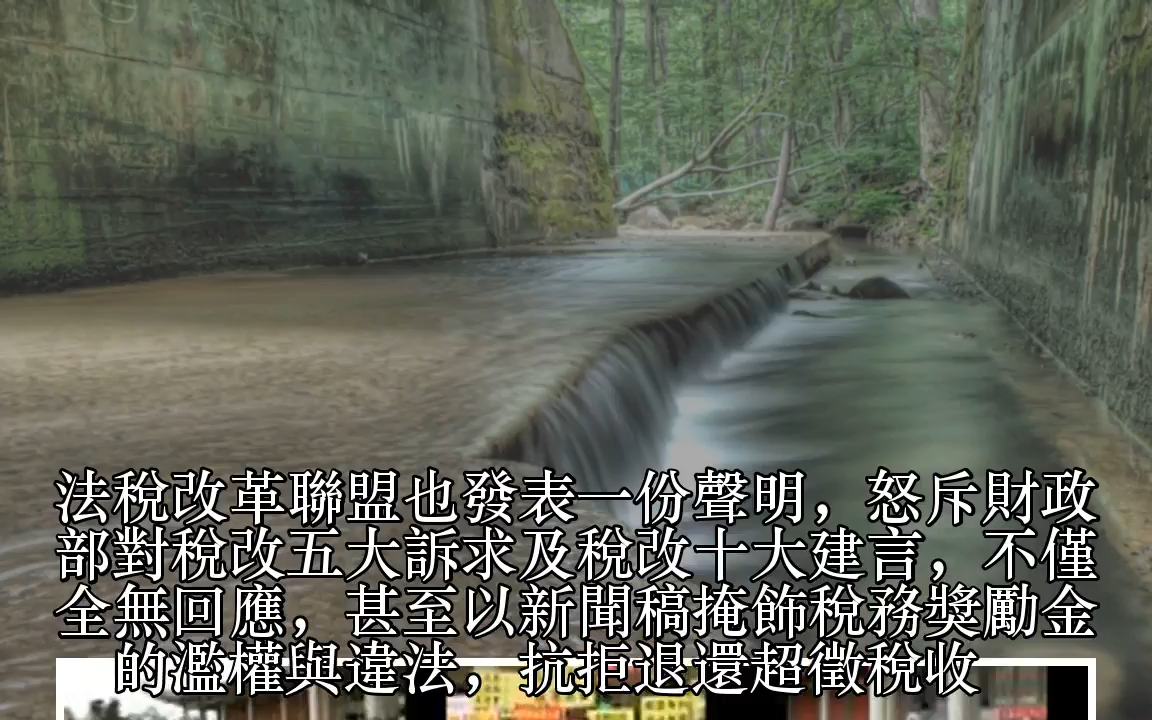 法稅改革聯盟也發表一份聲明，怒斥財政
部對稅改五大訴求及稅改十大建言，不僅
全無回應，甚至以新聞稿掩飾稅務獎勵金
的濫權與違法，抗拒退還超徵稅收